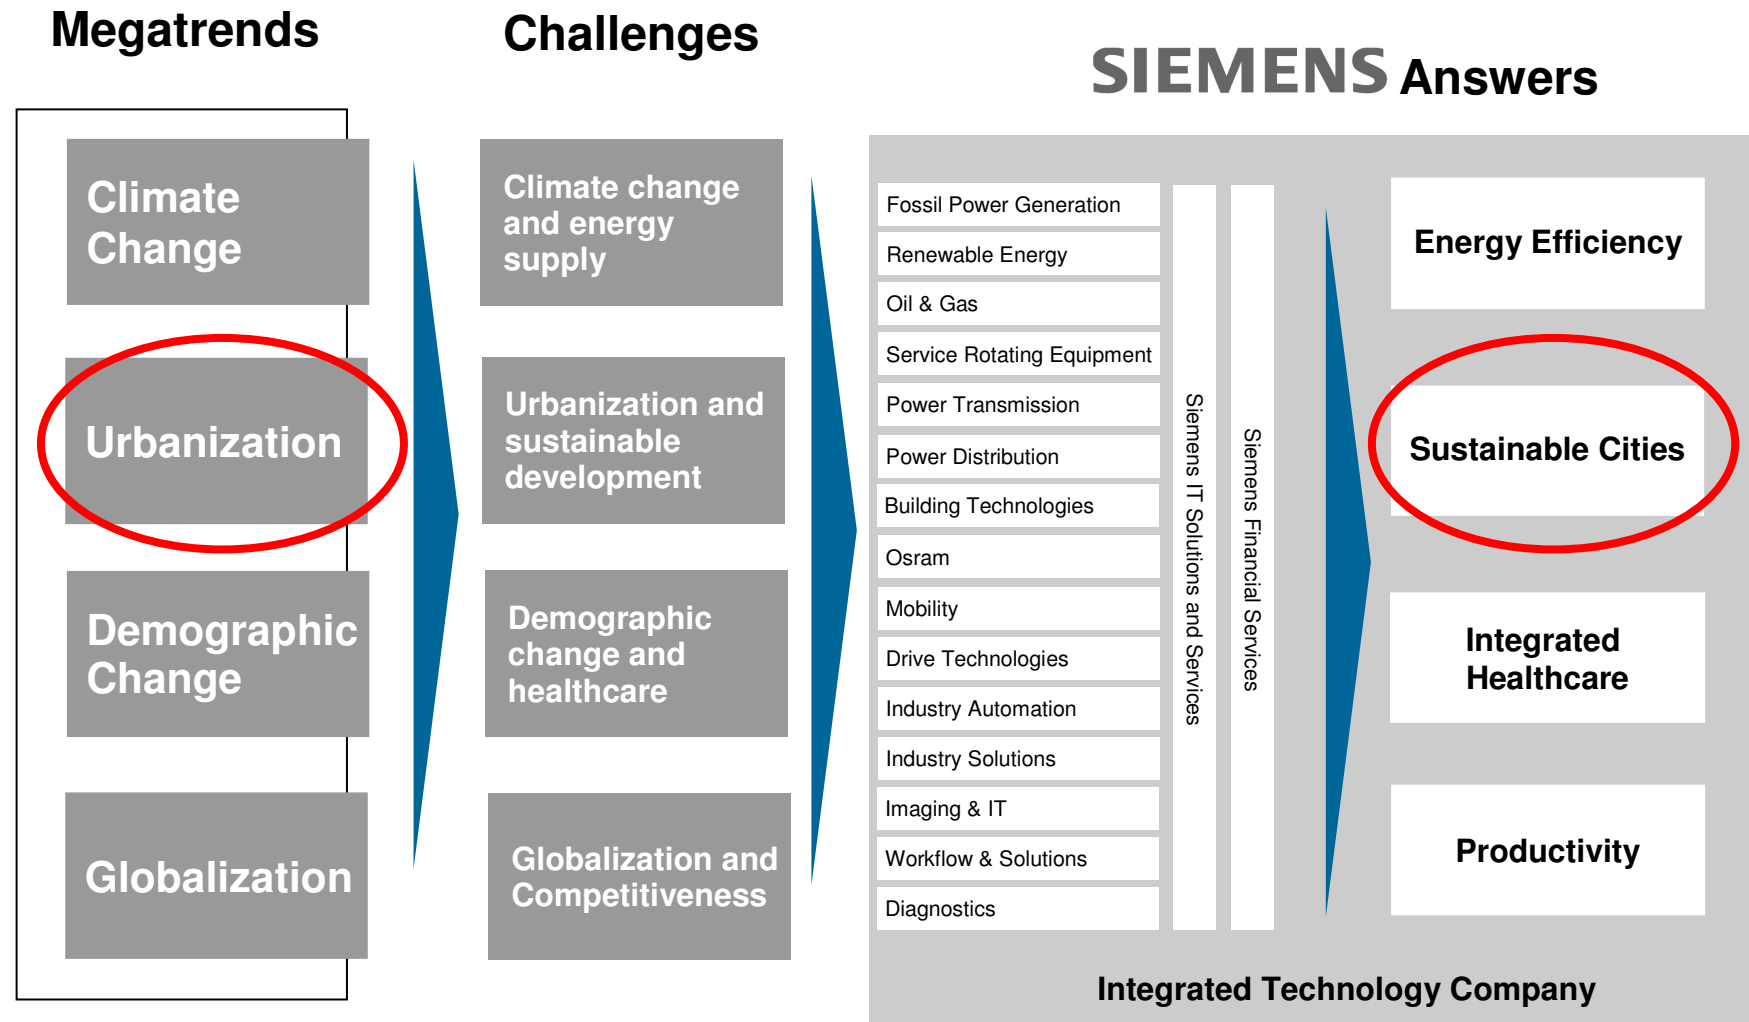 Megatrends
Challenges
SIEMENS Answers
Climate
Change
Urbanization
Demographic
Change
Globalization
Climate change
and energy
supply
Urbanization and
sustainable
development
Demographic
change and
healthcare
Globalization and
Competitiveness
Fossil Power Generation
Renewable Energy
Oil & Gas
Service Rotating Equipment
Power Transmission
Power Distribution
Building Technologies
Osram
Mobility
Drive Technologies
Industry Automation
Industry Solutions
Imaging & IT
Workflow & Solutions
Diagnostics
Siemens IT Solutions and Services
Siemens Financial Services
Energy Efficiency
Sustainable Cities
Integrated
Healthcare
Productivity
Integrated Technology Company